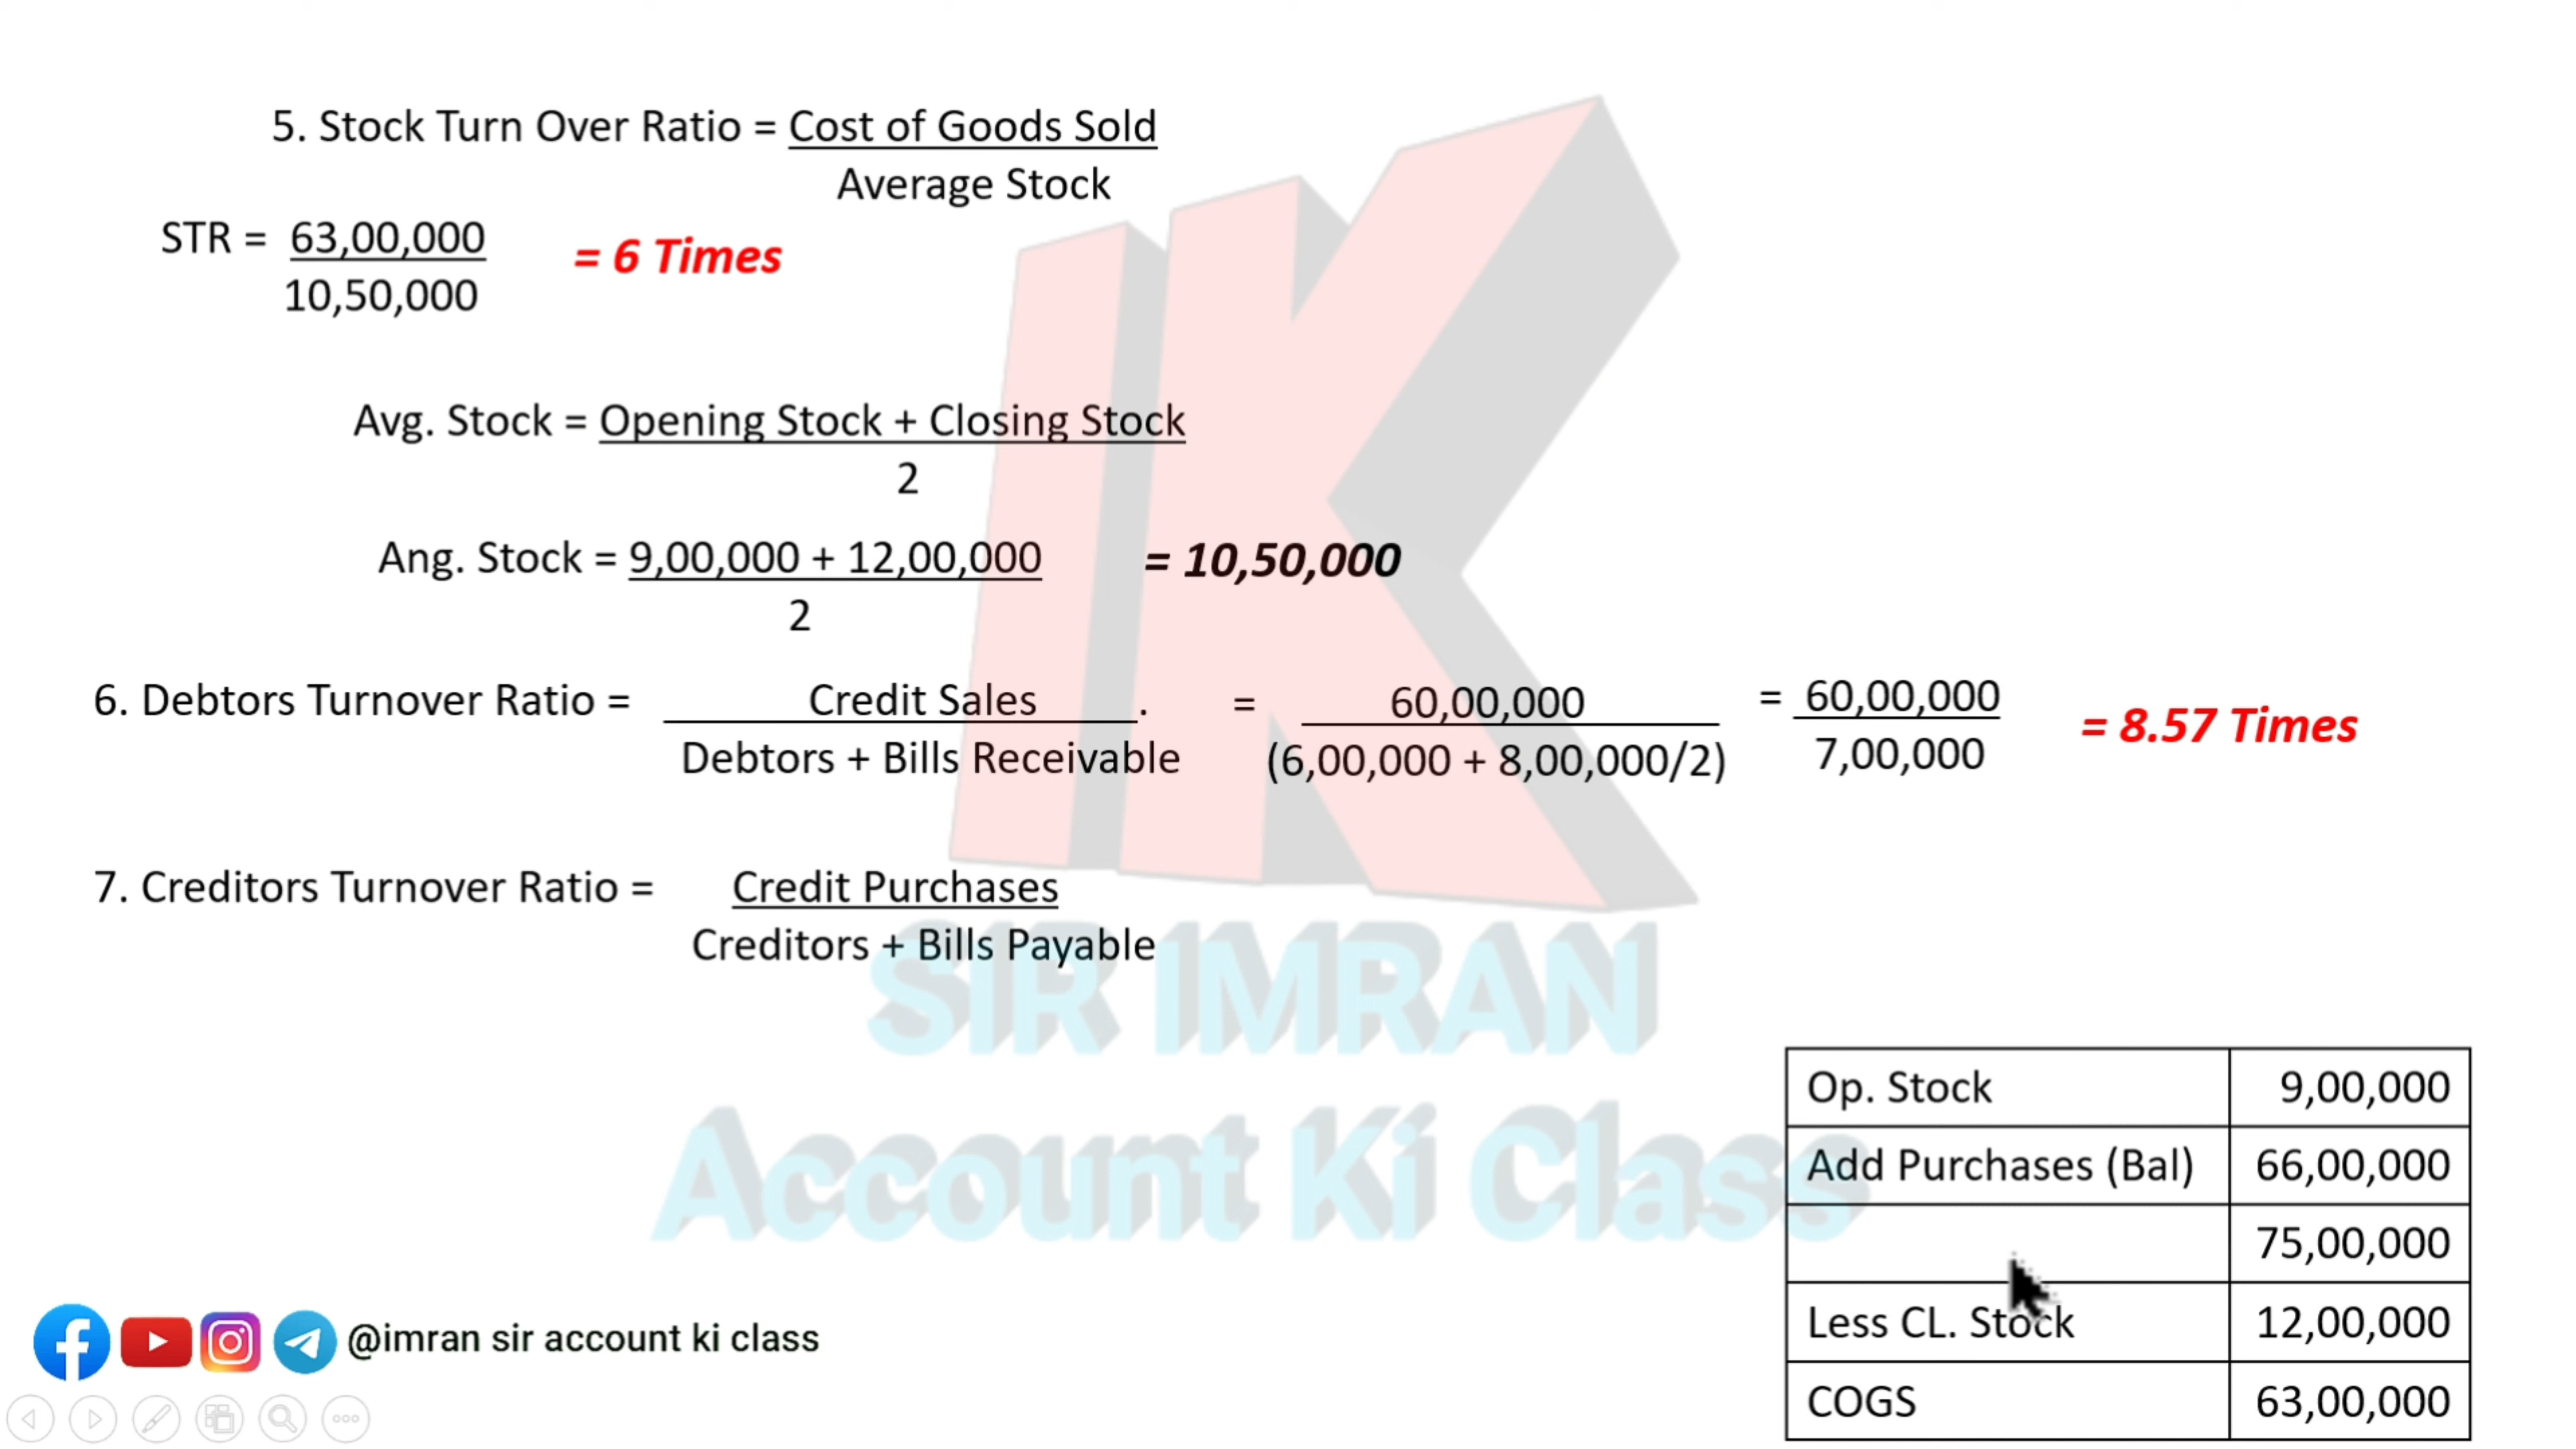 5. Stock Turn Over Ratio = Cost of Goods Sold
Average Stock
STR = 63,00,000 = 6 Times
10,50,000
Avg. Stock = Opening Stock + Closing Stock
2
Ang. Stock = 9,00,000 + 12,00,000 = 10,50,000
2
6. Debtors Turnover Ratio = Credit Sales . = 60,00,000 = 60,00,000 = 8.57 Times
Debtors + Bills Receivable (6,00,000 + 8,00,000/2) 7,00,000
7. Creditors Turnover Ratio = Credit Purchases
Creditors + Bills Payable
IK
SIR IMRAN
Account Ki Class
Op. Stock 9,00,000
Add Purchases (Bal) 66,00,000
75,00,000
Less CL. Stock 12,00,000
COGS 63,00,000
@imran sir account ki class